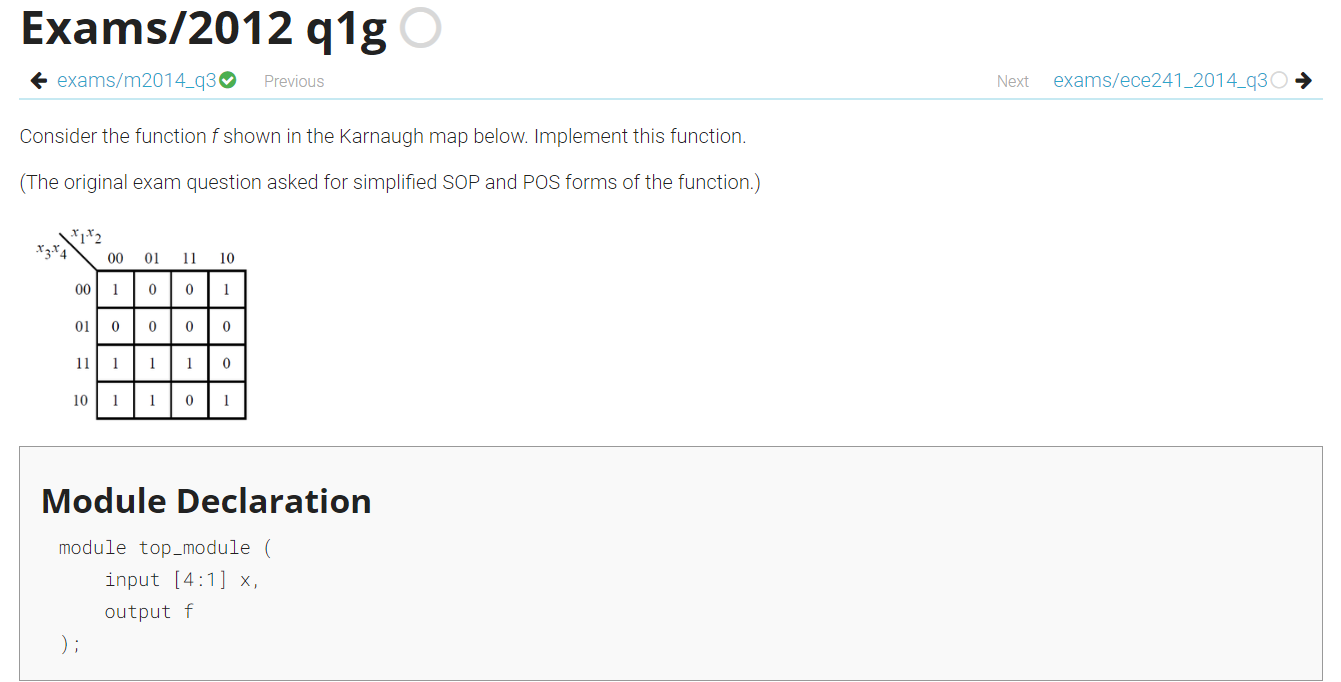 Exams/2012 q1g
exams/m2014_q3 Previous Next exams/ece241_2014_q3
Consider the function f shown in the Karnaugh map below. Implement this function.
(The original exam question asked for simplified SOP and POS forms of the function.)
x1x2
x3x4
00 01 11 10
00 1 0 0 1
01 0 0 0 0
11 1 1 1 0
10 1 1 0 1
Module Declaration
module top_module (
input [4:1] x,
output f
);